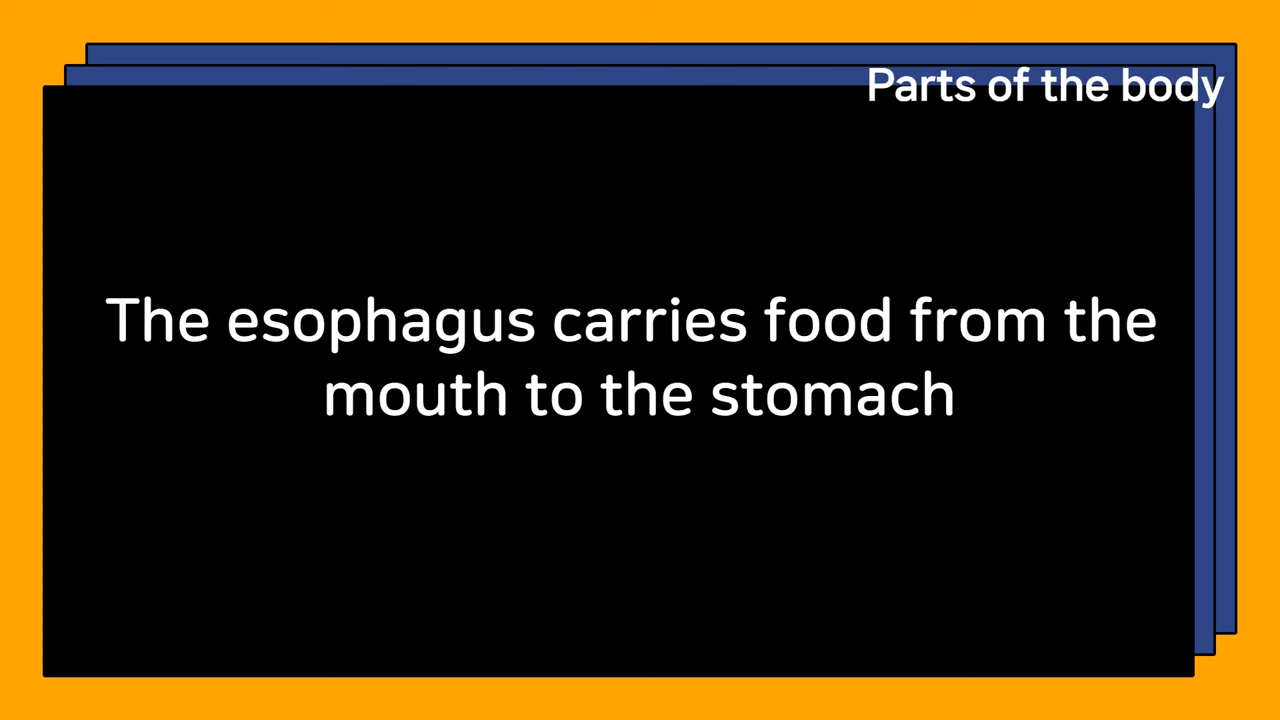 Parts of the body
The esophagus carries food from the
mouth to the stomach